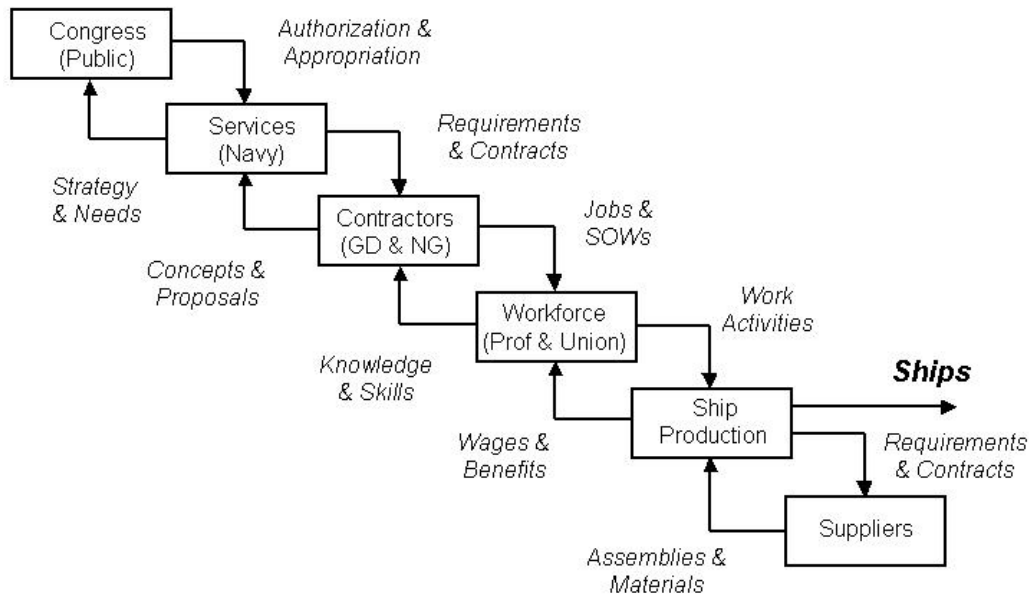 Congress
(Public)
Authorization &
Appropriation
Services
(Navy)
Requirements
& Contracts
Strategy
& Needs
Contractors
(GD & NG)
Jobs &
SOWs
Concepts &
Proposals
Workforce
(Prof & Union)
Work
Activities
Knowledge
& Skills
Ships
Ship
Production
Wages &
Benefits
Requirements
& Contracts
Suppliers
Assemblies &
Materials